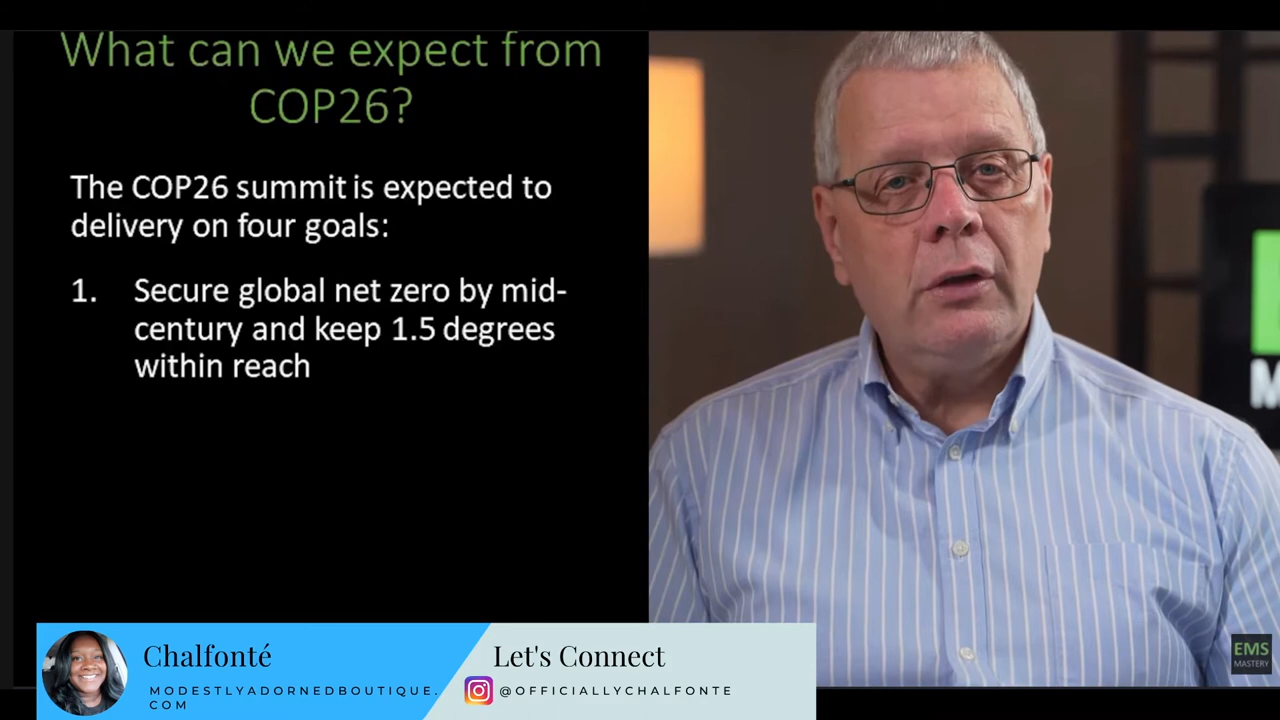 What can we expect from
COP26?
The COP26 summit is expected to
delivery on four goals:
1. Secure global net zero by mid-
century and keep 1.5 degrees
within reach
M
EMS
MASTERY
Chalfonté
MODESTLYADORNEDBOUTIQUE.
COM
Let's Connect
@OFFICIALLYCHALFONTE